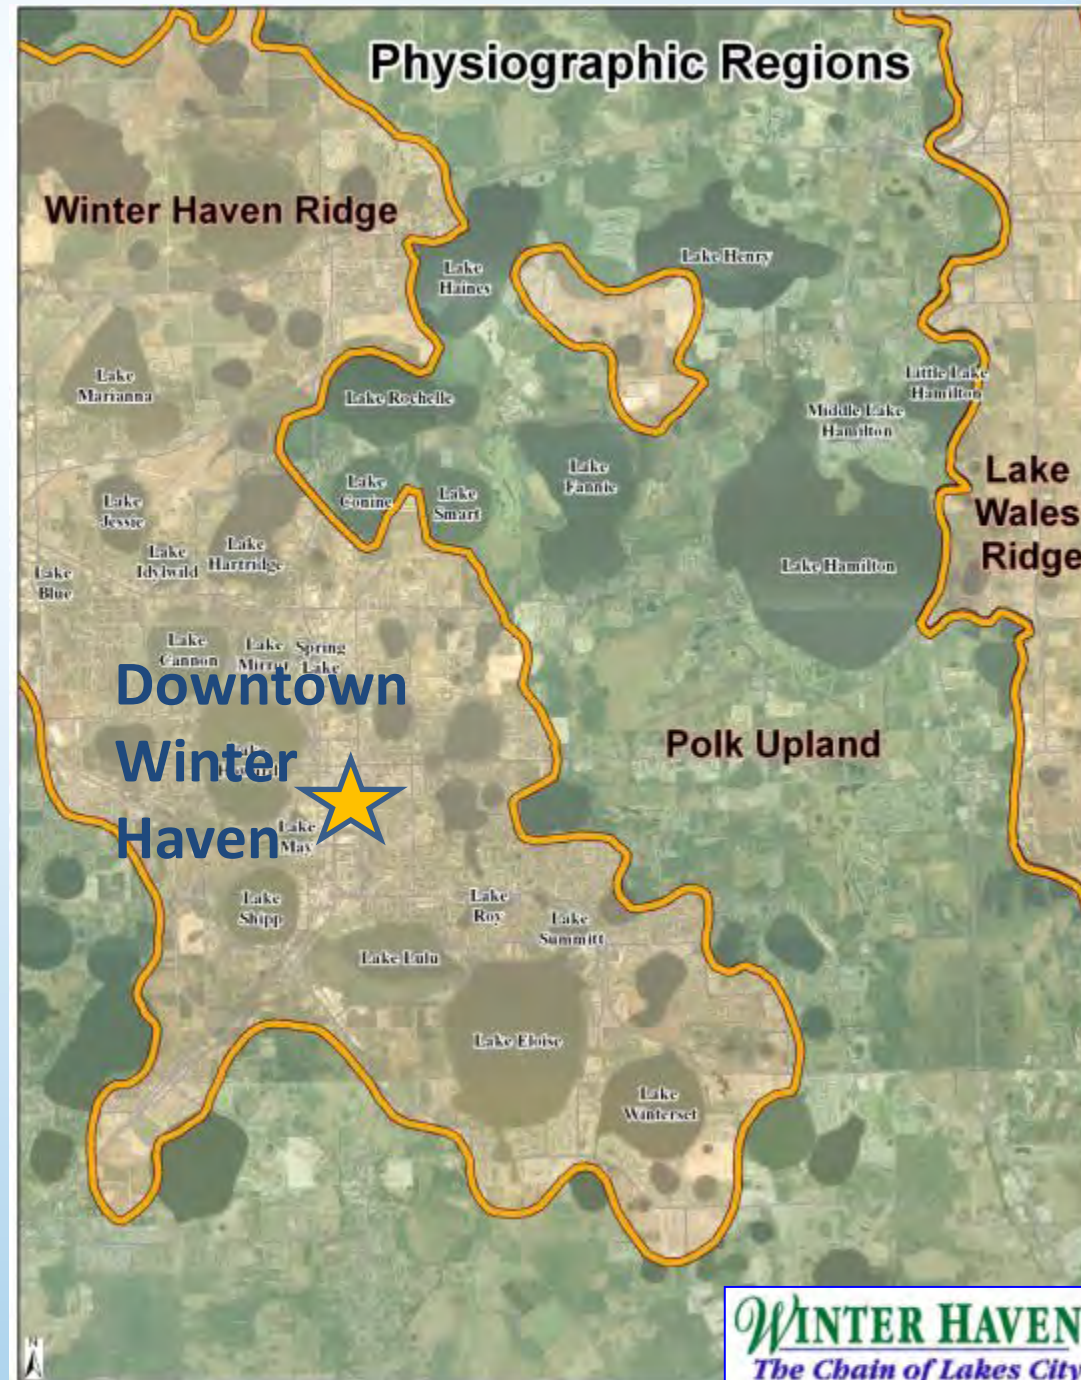 Physiographic Regions
Winter Haven Ridge
Lake
Haines
Lake Henry
Lake
Marianna
Lake Rochelle
Little Lake
Hamilton
Middle Lake
Hamilton
Lake
Jessie
Lake
Conine
Lake
Smart
Lake
Fannie
Lake
Wales
Ridge
Lake
Idylwild
Lake
Hartridge
Lake
Blue
Lake Hamilton
Lake
Cannon
Lake
Mirror
Spring
Lake
Downtown
Winter
Haven
Polk Upland
Lake
Lake
May
Lake
Shipp
Lake
Roy
Lake
Summitt
Lake Lulu
Lake Eloise
Lake
Winterset
N
WINTER HAVEN
The Chain of Lakes City